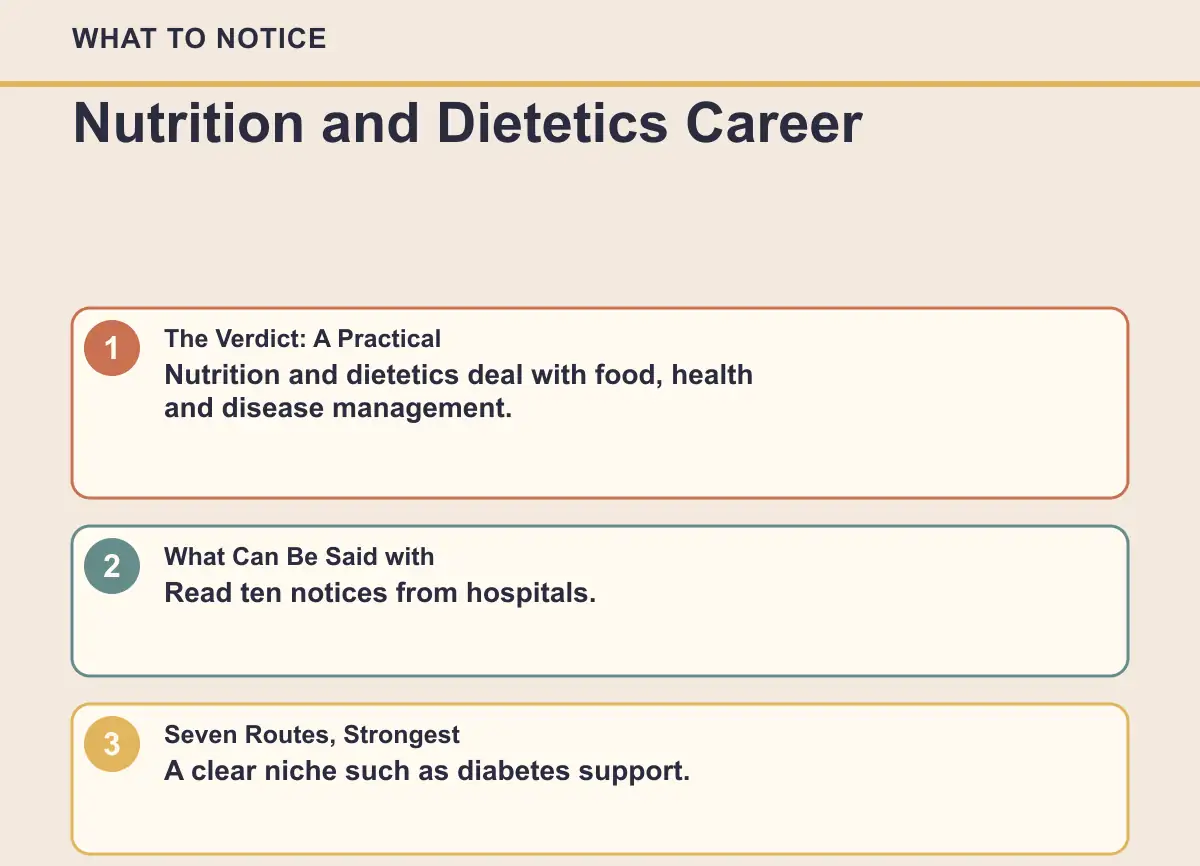 WHAT TO NOTICE
Nutrition and Dietetics Career
1
The Verdict: A Practical
Nutrition and dietetics deal with food, health
and disease management.
2
What Can Be Said with
Read ten notices from hospitals.
3
Seven Routes, Strongest
A clear niche such as diabetes support.